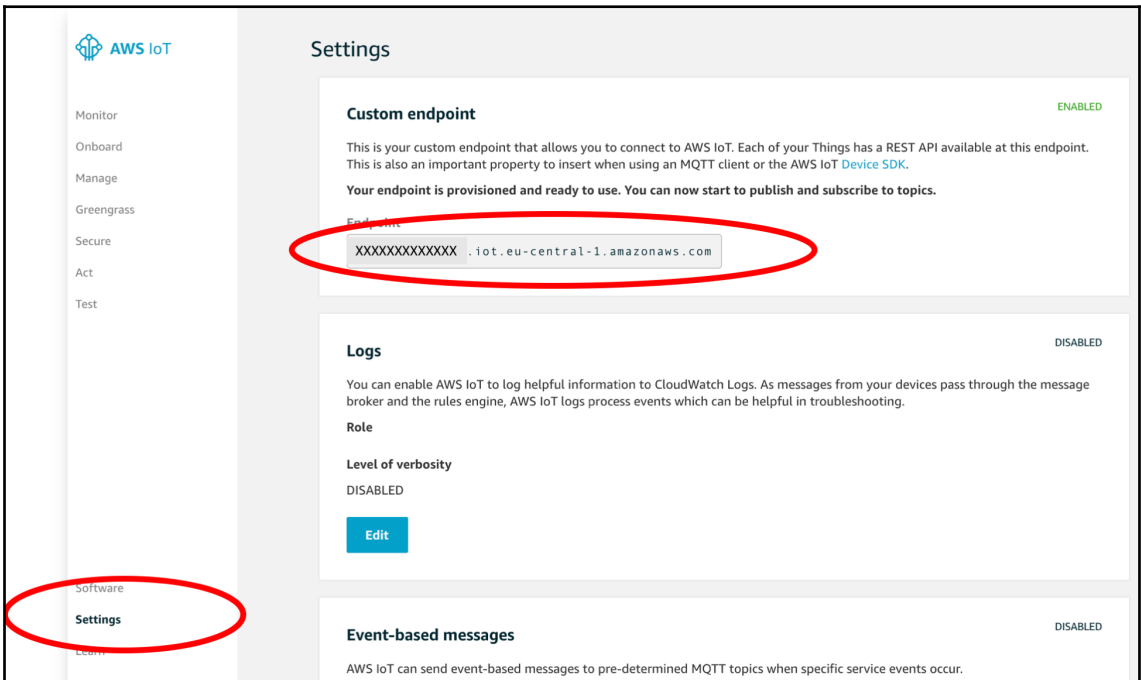 AWS IoT
Monitor
Onboard
Manage
Greengrass
Secure
Act
Test
Software
Settings
Learn
Settings
Custom endpoint
ENABLED
This is your custom endpoint that allows you to connect to AWS IoT. Each of your Things has a REST API available at this endpoint.
This is also an important property to insert when using an MQTT client or the AWS IoT Device SDK.
Your endpoint is provisioned and ready to use. You can now start to publish and subscribe to topics.
Endpoint
XXXXXXXXXXXXX .iot.eu-central-1.amazonaws.com
Logs
DISABLED
You can enable AWS IoT to log helpful information to CloudWatch Logs. As messages from your devices pass through the message
broker and the rules engine, AWS IoT logs process events which can be helpful in troubleshooting.
Role
Level of verbosity
DISABLED
Edit
Event-based messages
DISABLED
AWS IoT can send event-based messages to pre-determined MQTT topics when specific service events occur.